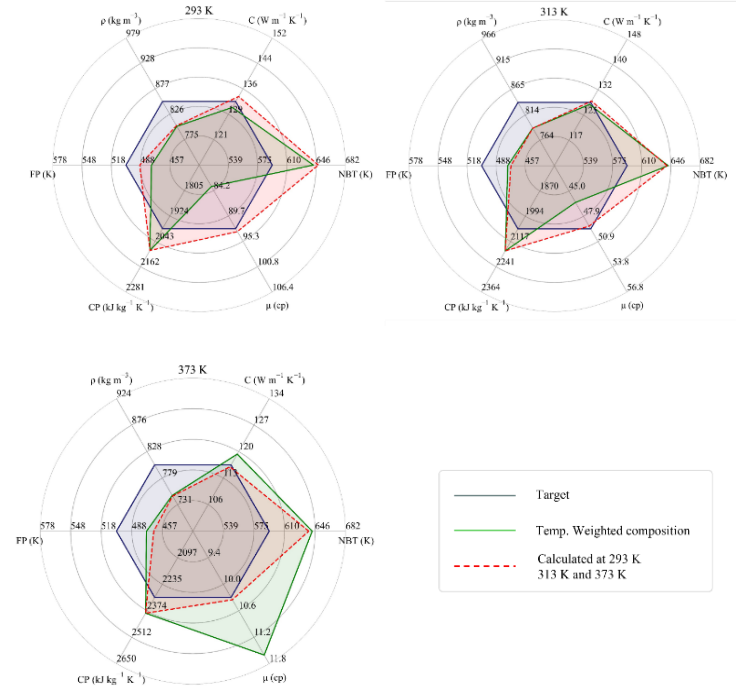 293 K
ρ (kg m⁻³)
979
928
877
826
775
C (W m⁻¹ K⁻¹)
152
144
136
129
121
FP (K)
578 548 518 488 457
539 575 610 646 682
NBT (K)
1805
1924
2043
2162
2281
CP (kJ kg⁻¹ K⁻¹)
84.2
89.7
95.3
100.8
106.4
μ (cp)
313 K
ρ (kg m⁻³)
966
915
865
814
764
C (W m⁻¹ K⁻¹)
148
140
132
125
117
FP (K)
578 548 518 488 457
539 575 610 646 682
NBT (K)
1870
1994
2117
2241
2364
CP (kJ kg⁻¹ K⁻¹)
45.0
47.9
50.9
53.8
56.8
μ (cp)
373 K
ρ (kg m⁻³)
924
876
828
779
731
C (W m⁻¹ K⁻¹)
134
127
120
113
106
FP (K)
578 548 518 488 457
539 575 610 646 682
NBT (K)
2097
2235
2374
2512
2650
CP (kJ kg⁻¹ K⁻¹)
9.4
10.0
10.6
11.2
11.8
μ (cp)
Target
Temp. Weighted composition
Calculated at 293 K
313 K and 373 K